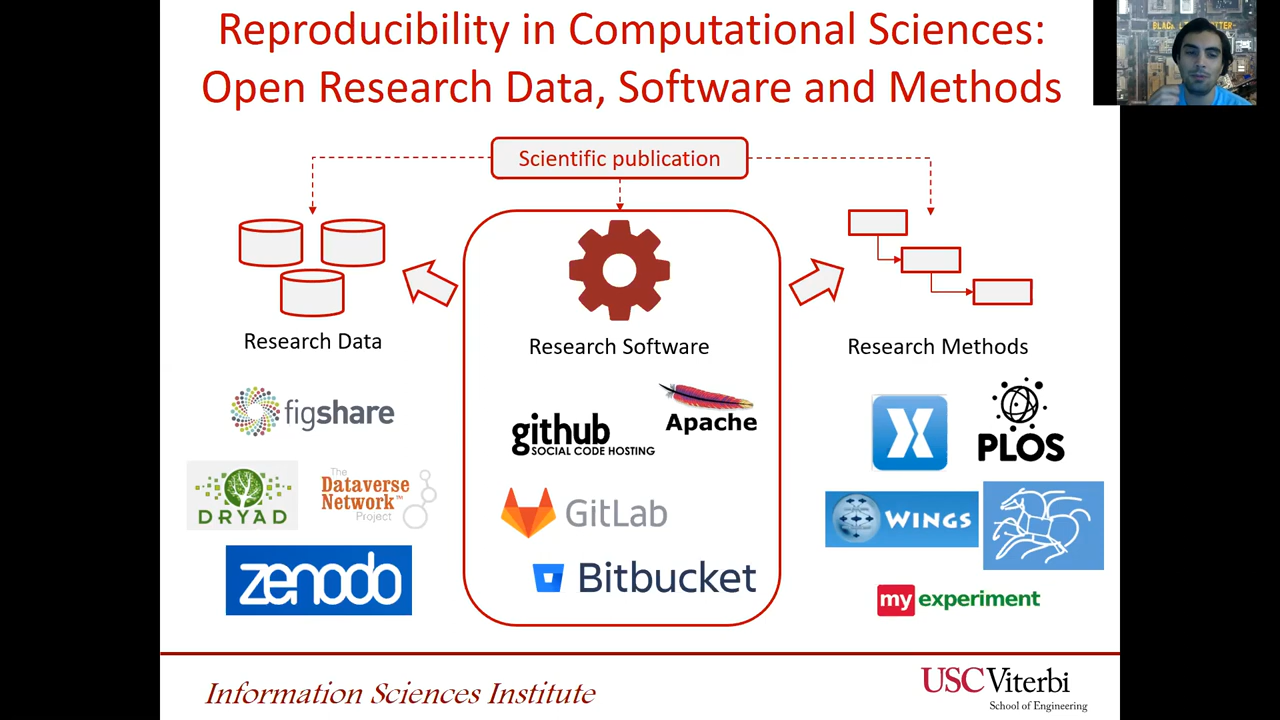 Reproducibility in Computational Sciences:
Open Research Data, Software and Methods
Scientific publication
Research Data
Research Software
Research Methods
figshare
DRYAD
The
Dataverse
Network™
Project
zenodo
github
SOCIAL CODE HOSTING
Apache
GitLab
Bitbucket
PLOS
WINGS
my experiment
Information Sciences Institute
USC Viterbi
School of Engineering